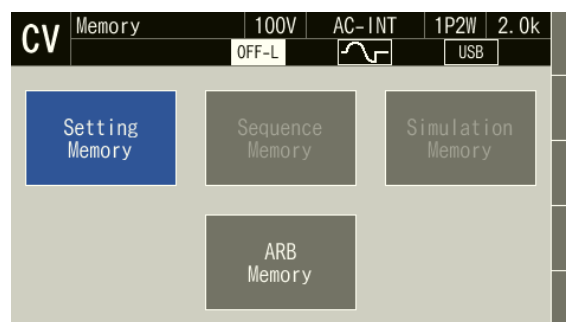 CV Memory 100V AC-INT 1P2W 2.0k
OFF-L USB
Setting Memory
Sequence Memory
Simulation Memory
ARB Memory